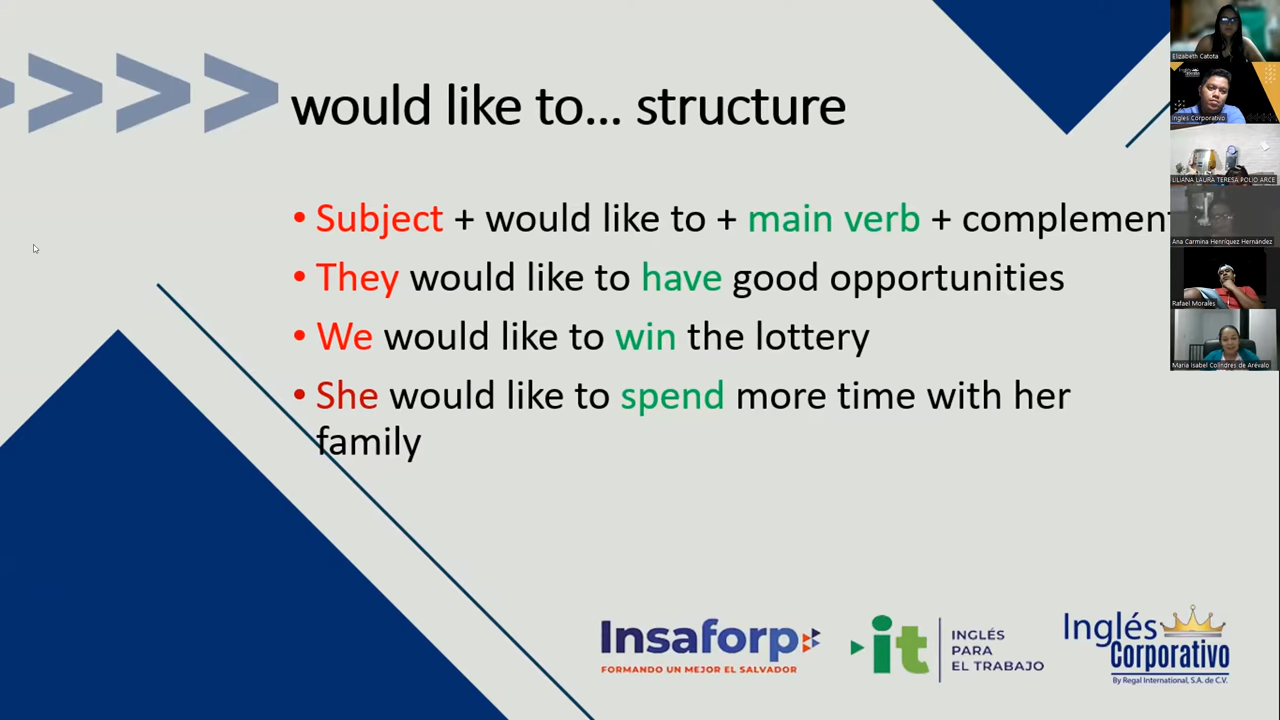 would like to... structure
• Subject + would like to + main verb + complement
• They would like to have good opportunities
• We would like to win the lottery
• She would like to spend more time with her
family
Insaforp
FORMANDO UN MEJOR EL SALVADOR
it
INGLÉS
PARA
EL TRABAJO
Inglés
Corporativo
By Regal International, S.A. de C.V.
Elizabeth Catota
Inglés Corporativo
LILIANA LAURA TERESA POLIO ARCE
Ana Carmina Henríquez Hernández
Rafael Morales
María Isabel Colindres de Arévalo